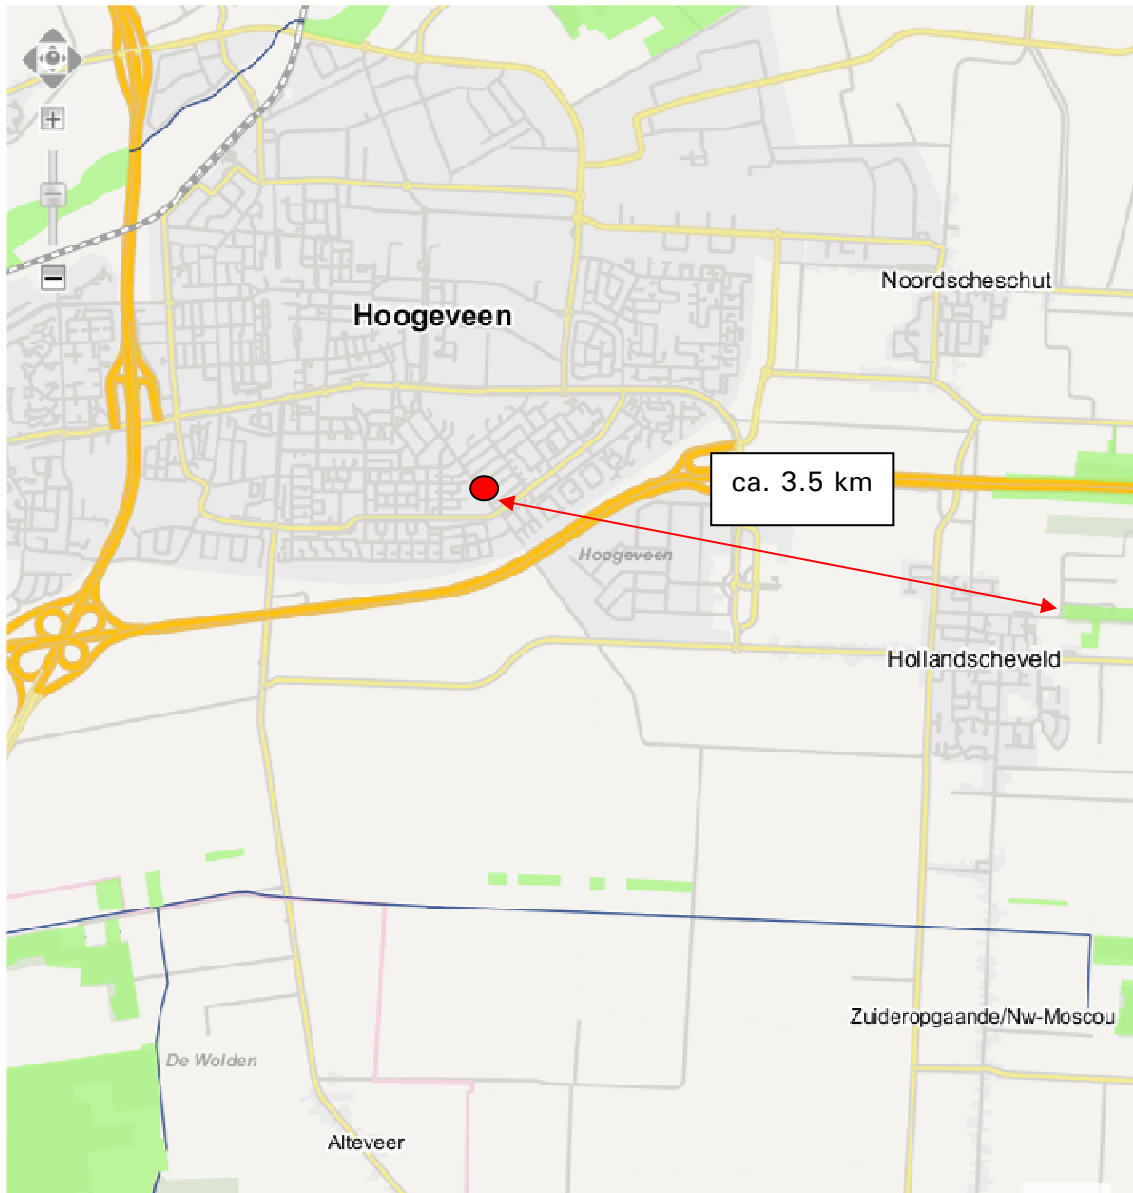 Noordscheschut
Hoogeveen
ca. 3.5 km
Hoogeveen
Hollandscheveld
Zuideropgaande/Nw-Moscou
De Wolden
Alteveer